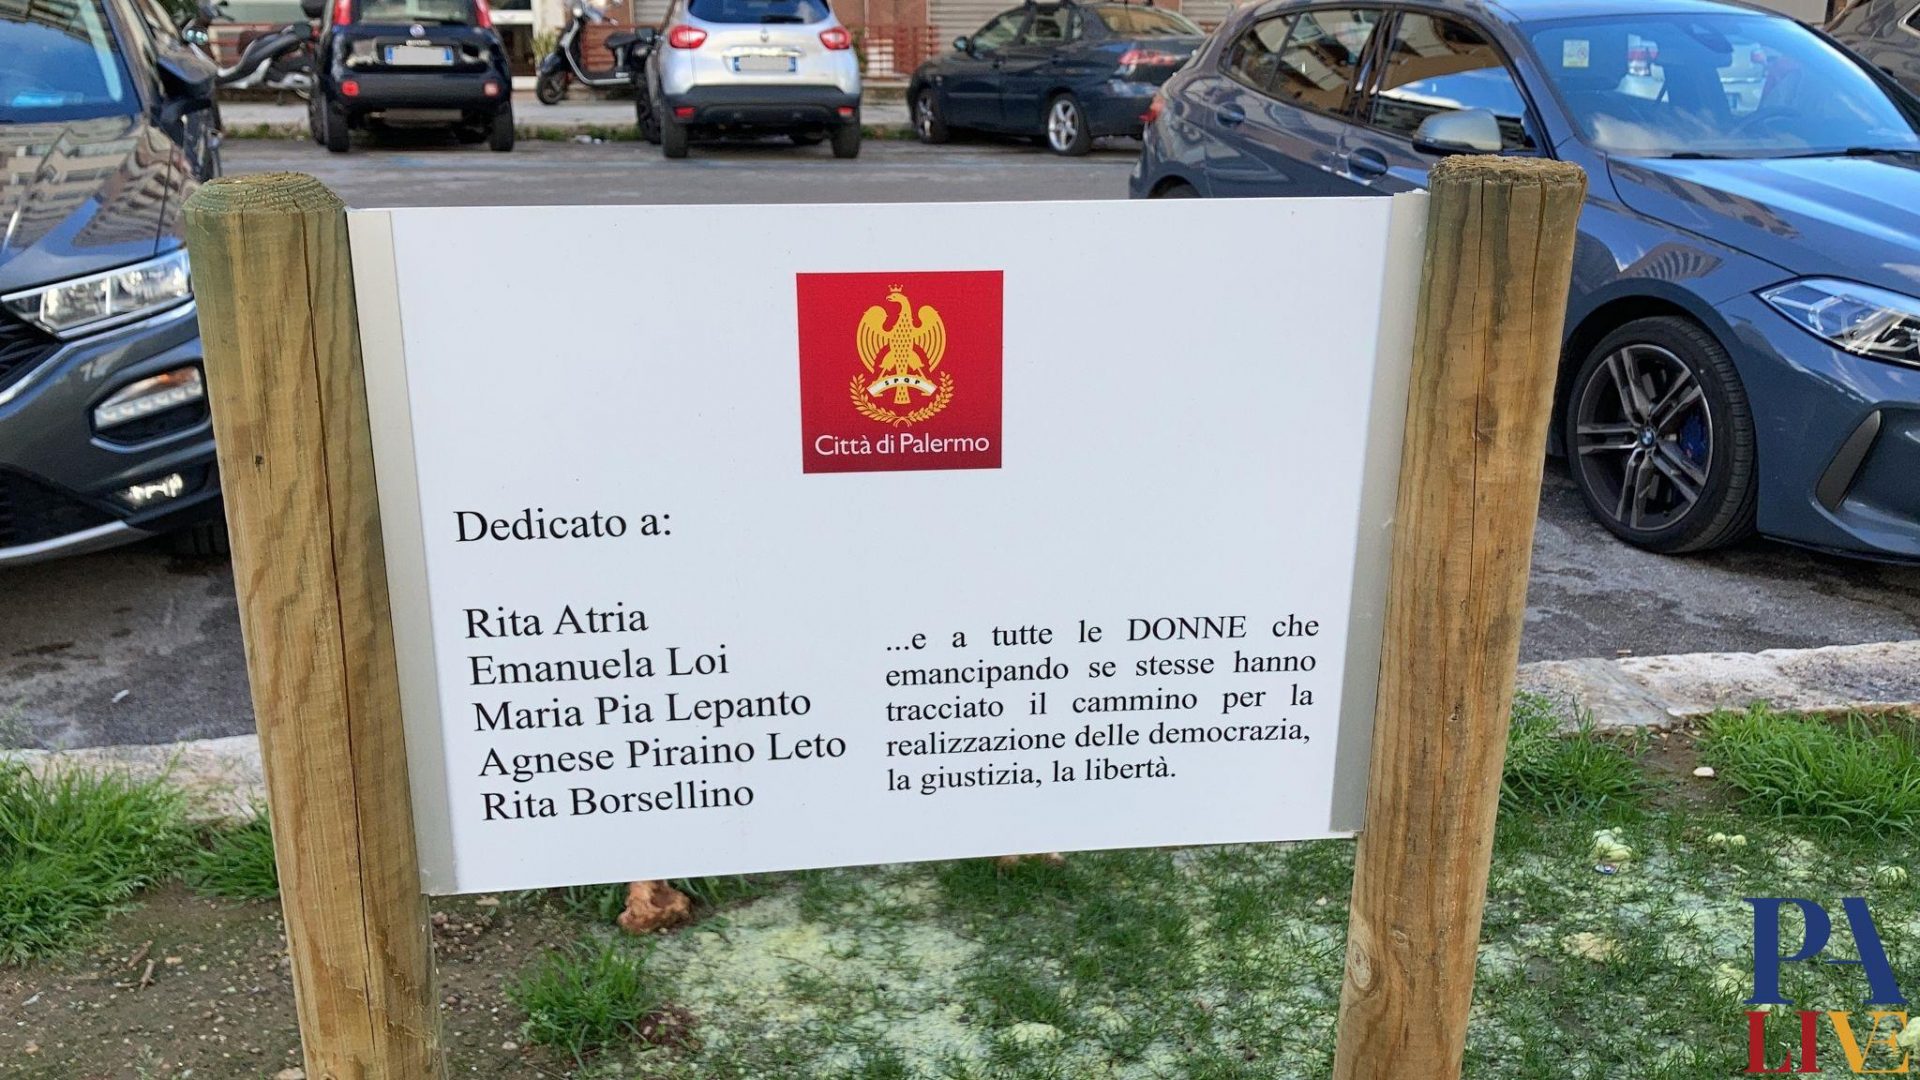 SPQP
Città di Palermo
Dedicato a:
Rita Atria
Emanuela Loi
Maria Pia Lepanto
Agnese Piraino Leto
Rita Borsellino
...e a tutte le DONNE che
emancipando se stesse hanno
tracciato il cammino per la
realizzazione delle democrazia,
la giustizia, la libertà.
PA
LIVE